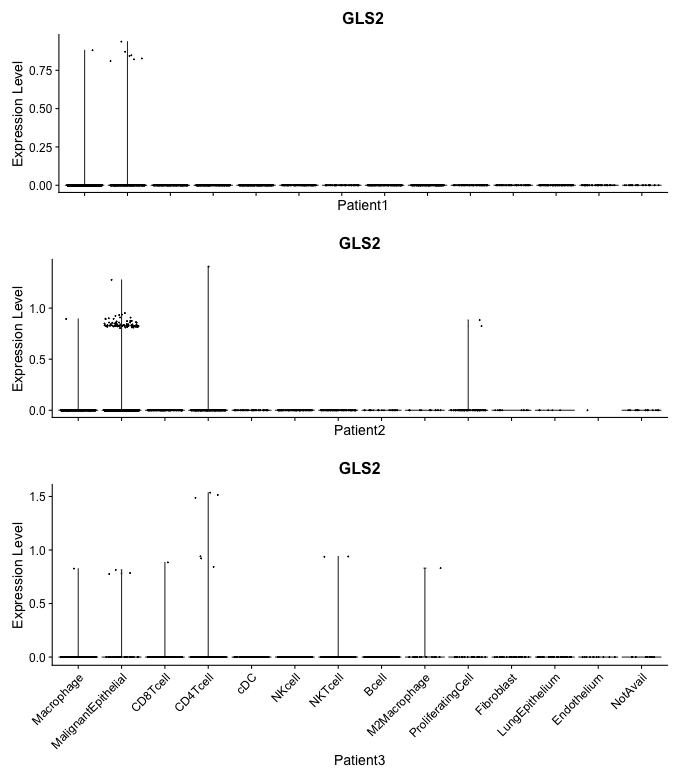 GLS2
Expression Level
0.75
0.50
0.25
0.00
Patient1
GLS2
Expression Level
1.0
0.5
0.0
Patient2
GLS2
Expression Level
1.5
1.0
0.5
0.0
Macrophage
MalignantEpithelial
CD8Tcell
CD4Tcell
cDC
NKcell
NKTcell
Bcell
M2Macrophage
ProliferatingCell
Fibroblast
LungEpithelium
Endothelium
NotAvail
Patient3